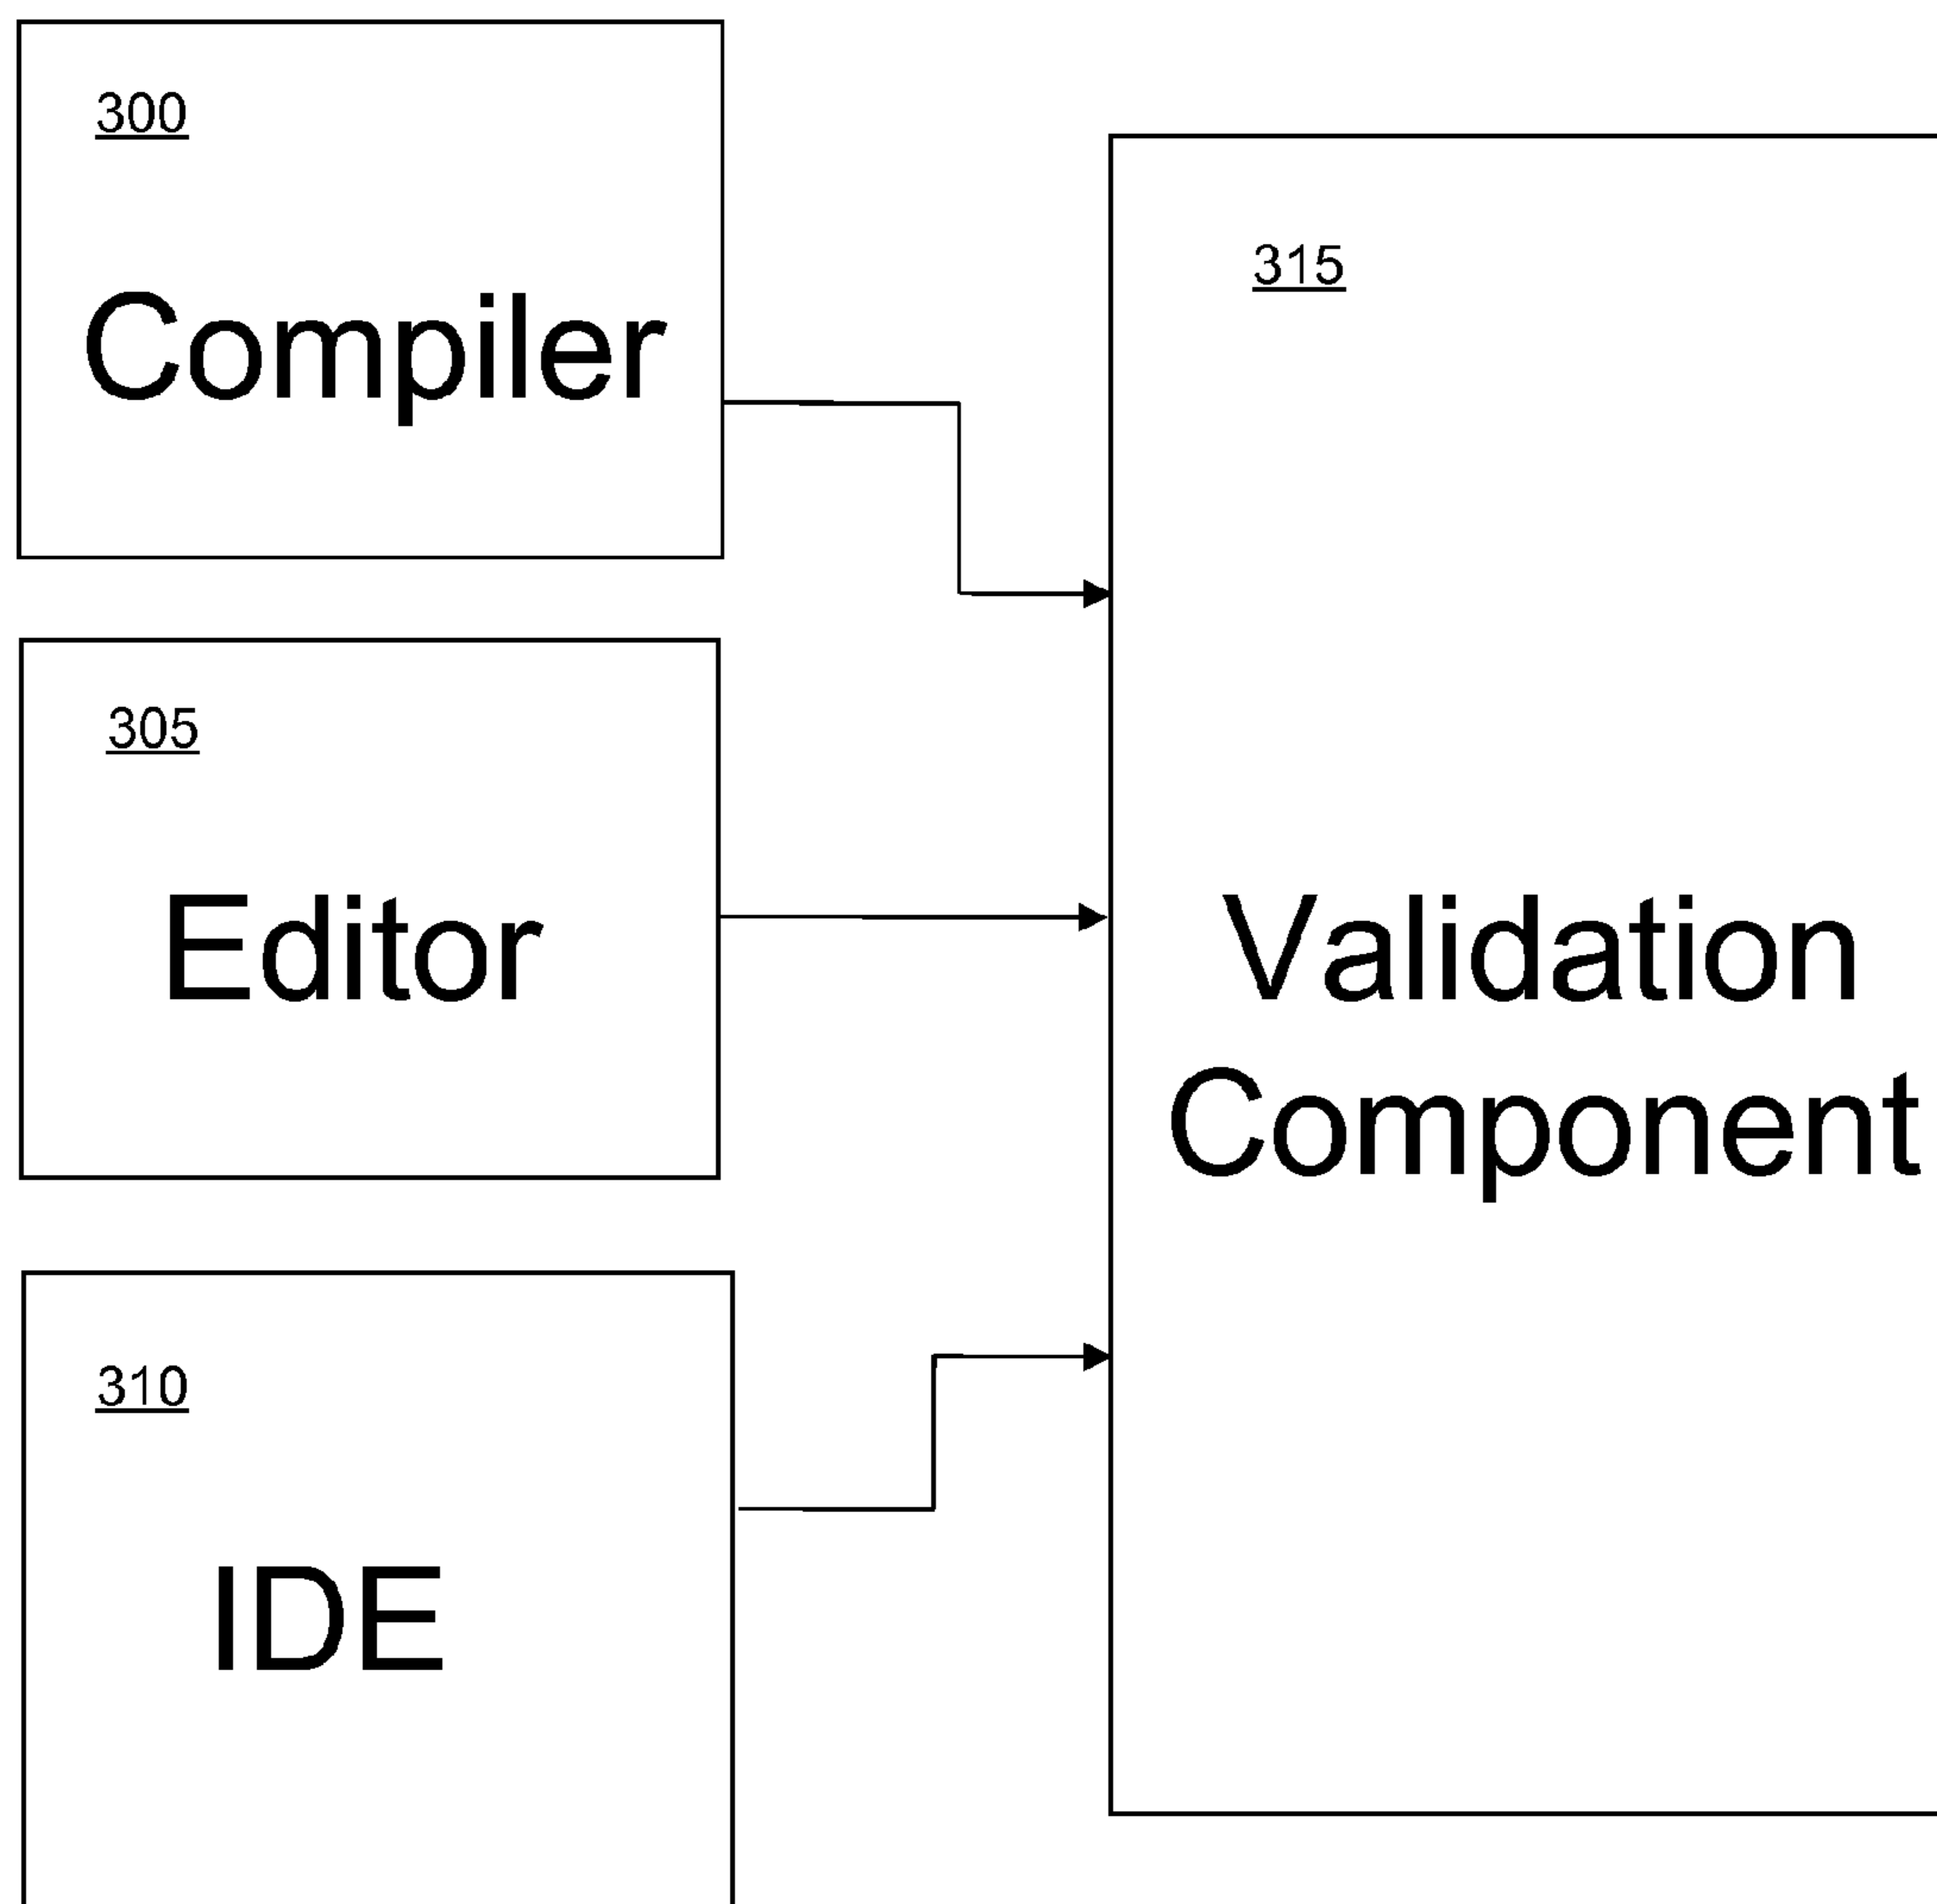 300
Compiler
305
Editor
310
IDE
315
Validation
Component